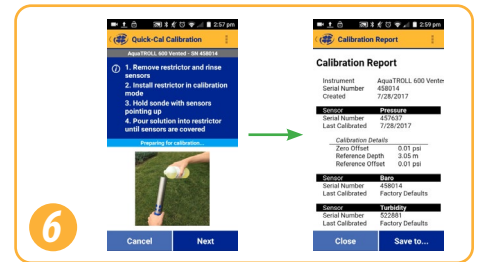 2:57 pm
Quick-Cal Calibration
AquaTROLL 600 Vented - SN 458014
1. Remove restrictor and rinse
sensors
2. Install restrictor in calibration
mode
3. Hold sonde with sensors
pointing up
4. Pour solution into restrictor
until sensors are covered
Preparing for calibration...
Cancel Next
2:59 pm
Calibration Report
Calibration Report
Instrument AquaTROLL 600 Vente
Serial Number 458014
Created 7/28/2017
Sensor Pressure
Serial Number 457637
Last Calibrated 7/28/2017
Calibration Details
Zero Offset 0.01 psi
Reference Depth 3.05 m
Reference Offset 0.01 psi
Sensor Baro
Serial Number 458014
Last Calibrated Factory Defaults
Sensor Turbidity
Serial Number 522881
Last Calibrated Factory Defaults
Close Save to...
6